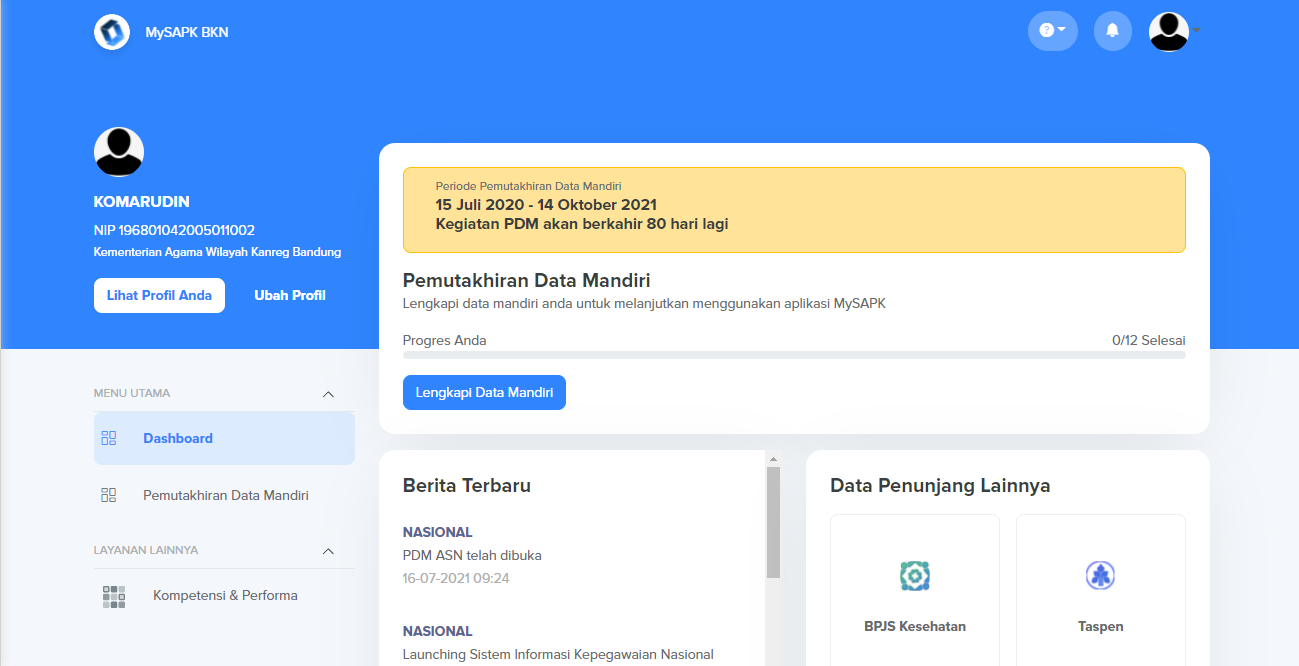 MySAPK BKN
KOMARUDIN
NIP 196801042005011002
Kementerian Agama Wilayah Kanreg Bandung
Lihat Profil Anda
Ubah Profil
Periode Pemutakhiran Data Mandiri
15 Juli 2020 - 14 Oktober 2021
Kegiatan PDM akan berkahir 80 hari lagi
Pemutakhiran Data Mandiri
Lengkapi data mandiri anda untuk melanjutkan menggunakan aplikasi MySAPK
Progres Anda
0/12 Selesai
Lengkapi Data Mandiri
MENU UTAMA
Dashboard
Pemutakhiran Data Mandiri
LAYANAN LAINNYA
Kompetensi & Performa
Berita Terbaru
NASIONAL
PDM ASN telah dibuka
16-07-2021 09:24
NASIONAL
Launching Sistem Informasi Kepegawaian Nasional
Data Penunjang Lainnya
BPJS Kesehatan
Taspen